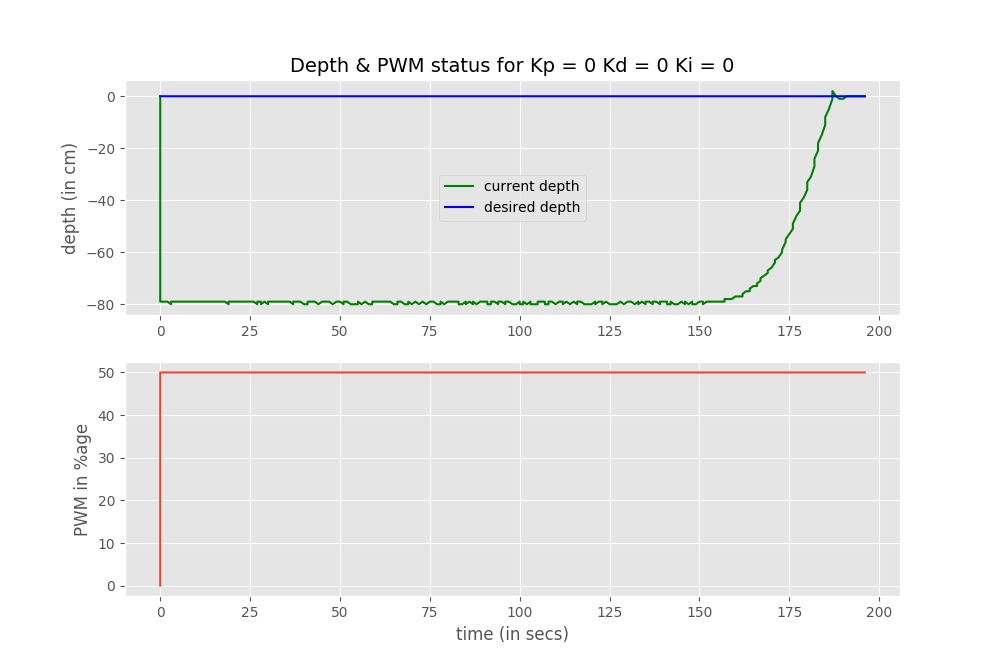 Depth & PWM status for Kp = 0 Kd = 0 Ki = 0
depth (in cm)
0
−20
−40
−60
−80
current depth
desired depth
0 25 50 75 100 125 150 175 200
PWM in %age
50
40
30
20
10
0
0 25 50 75 100 125 150 175 200
time (in secs)